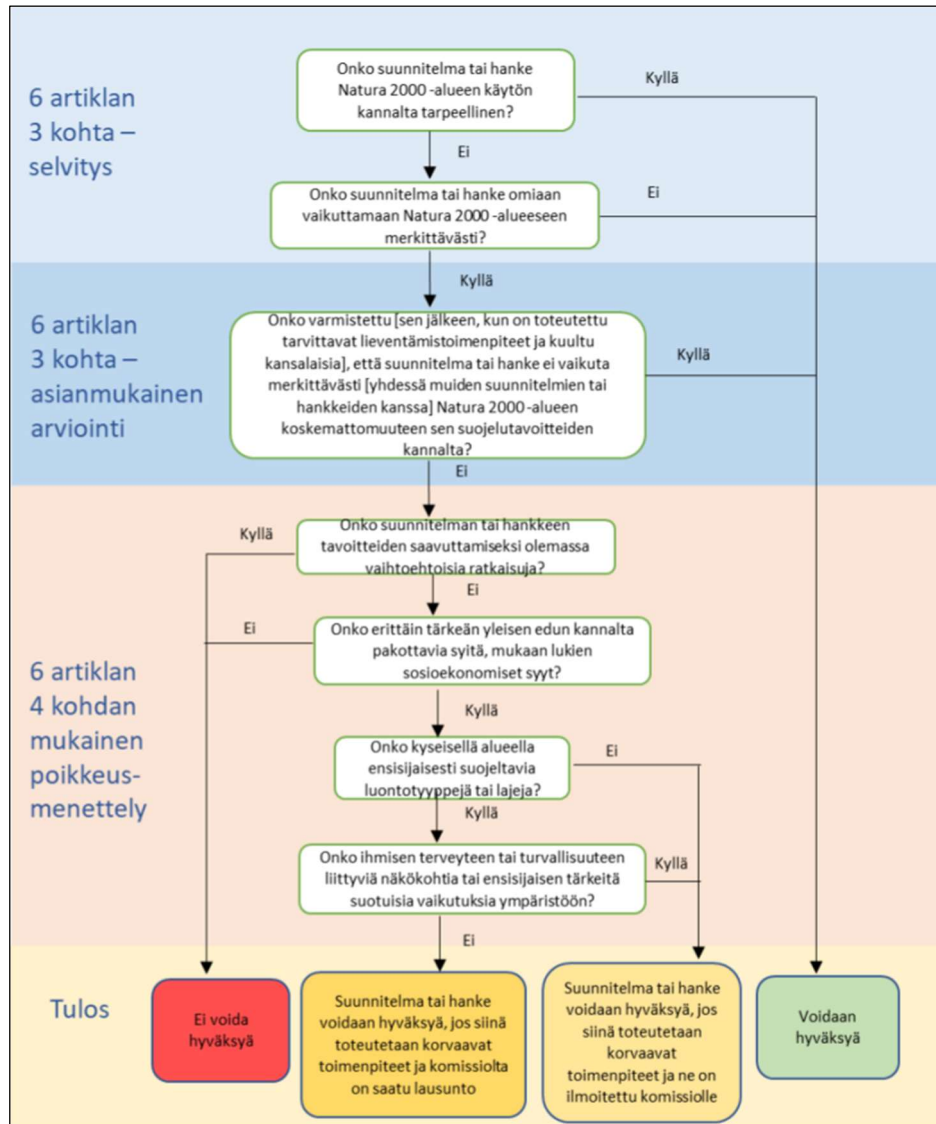 6 artiklan
3 kohta –
selvitys
Onko suunnitelma tai hanke
Natura 2000 -alueen käytön
kannalta tarpeellinen?
Kyllä
Ei
Onko suunnitelma tai hanke omiaan
vaikuttamaan Natura 2000 -alueeseen
merkittävästi?
Ei
Kyllä
6 artiklan
3 kohta –
asianmukainen
arviointi
Onko varmistettu [sen jälkeen, kun on toteutettu
tarvittavat lieventämistoimenpiteet ja kuultu
kansalaisia], että suunnitelma tai hanke ei vaikuta
merkittävästi [yhdessä muiden suunnitelmien tai
hankkeiden kanssa] Natura 2000 -alueen
koskemattomuuteen sen suojelutavoitteiden
kannalta?
Kyllä
Ei
6 artiklan
4 kohdan
mukainen
poikkeus-
menettely
Onko suunnitelman tai hankkeen
tavoitteiden saavuttamiseksi olemassa
vaihtoehtoisia ratkaisuja?
Kyllä
Ei
Onko erittäin tärkeän yleisen edun kannalta
pakottavia syitä, mukaan lukien
sosioekonomiset syyt?
Ei
Kyllä
Onko kyseisellä alueella
ensisijaisesti suojeltavia
luontotyyppejä tai lajeja?
Ei
Kyllä
Onko ihmisen terveyteen tai turvallisuuteen
liittyviä näkökohtia tai ensisijaisen tärkeitä
suotuisia vaikutuksia ympäristöön?
Kyllä
Ei
Tulos
Ei voida
hyväksyä
Suunnitelma tai hanke
voidaan hyväksyä, jos siinä
toteutetaan korvaavat
toimenpiteet ja komissiolta
on saatu lausunto
Suunnitelma tai hanke
voidaan hyväksyä, jos
siinä toteutetaan
korvaavat
toimenpiteet ja ne on
ilmoitettu komissiolle
Voidaan
hyväksyä